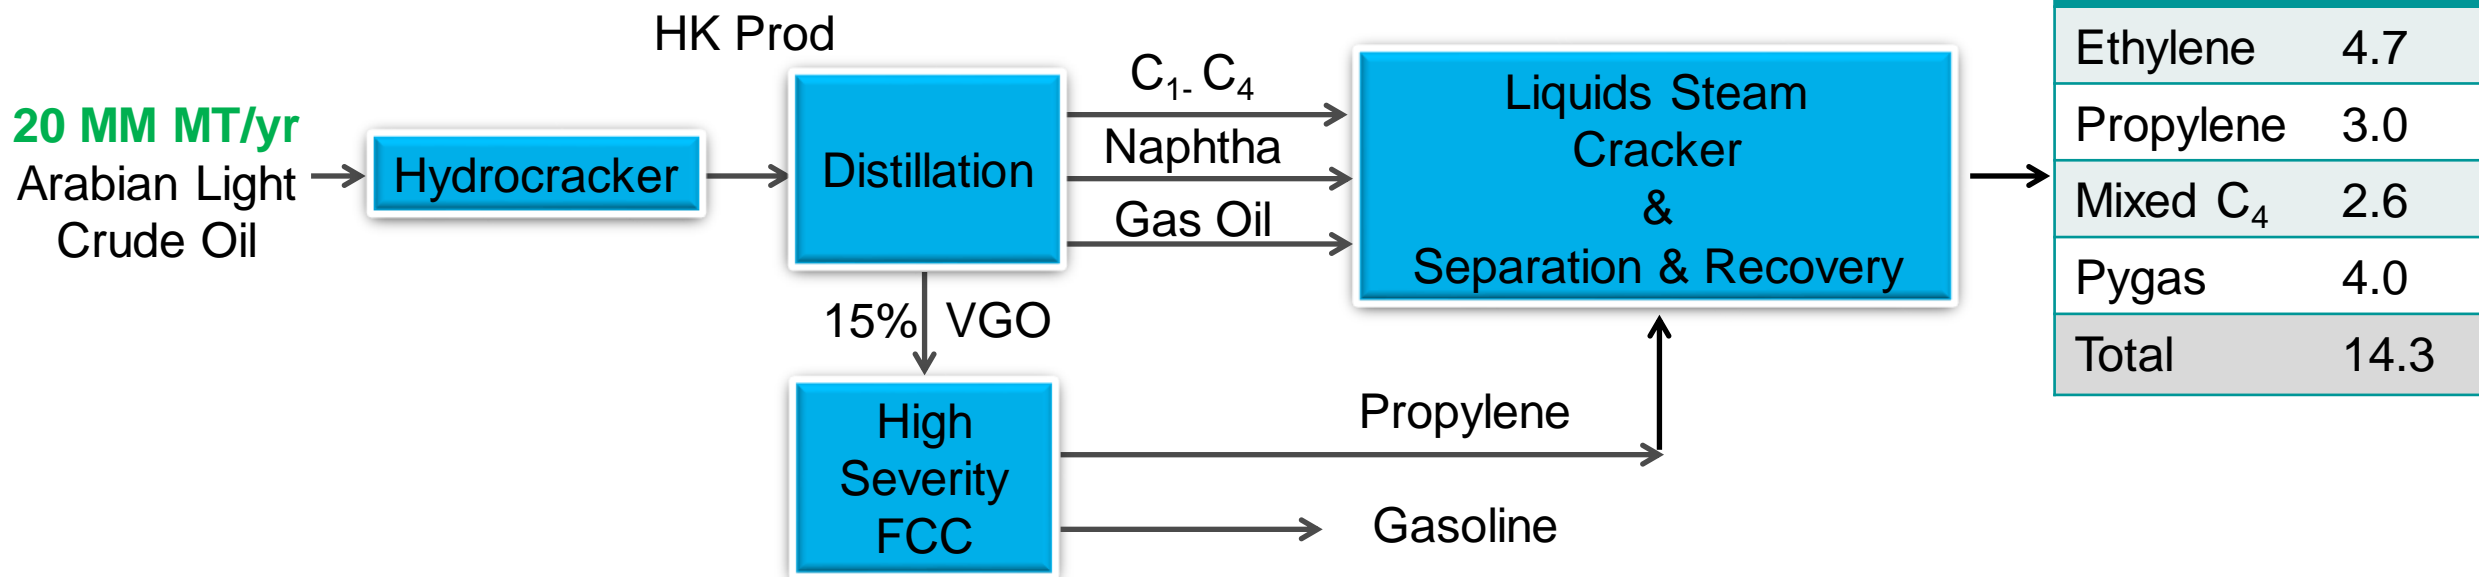 HK Prod
20 MM MT/yr
Arabian Light
Crude Oil
Hydrocracker
Distillation
C₁₋ C₄
Naphtha
Gas Oil
15% VGO
Liquids Steam
Cracker
&
Separation & Recovery
High
Severity
FCC
Propylene
Gasoline
Ethylene 4.7
Propylene 3.0
Mixed C₄ 2.6
Pygas 4.0
Total 14.3